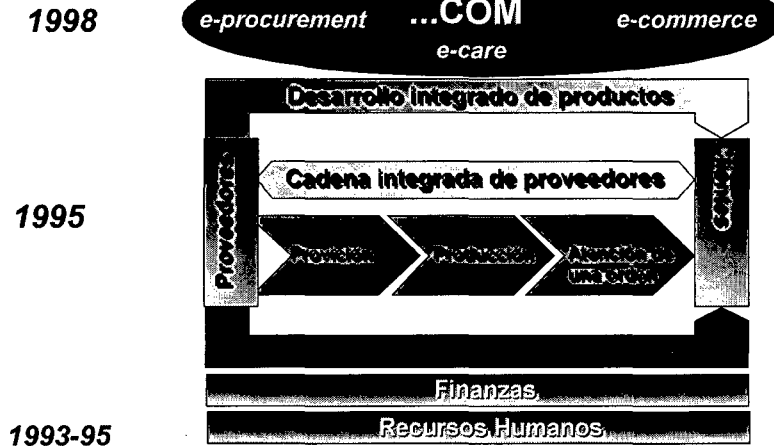 1998
e-procurement ...COM e-commerce
e-care
Desarrollo integrado de productos
Proveedores
Cadena integrada de proveedores
Clientes
1995
Producción
Atención de
una orden
Finanzas
Recursos Humanos
1993-95